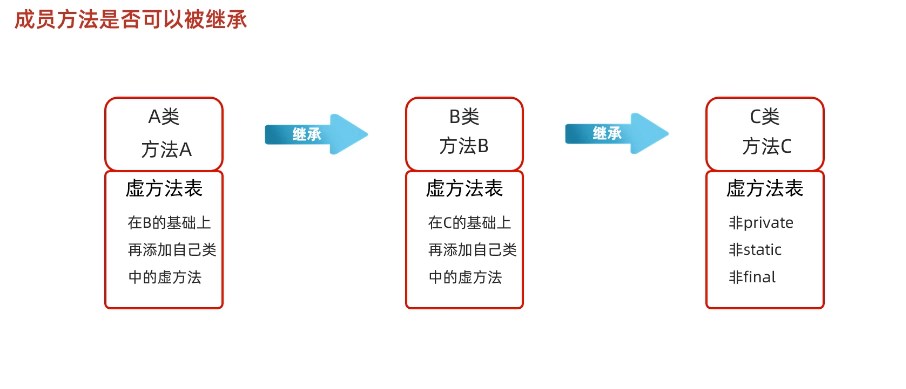 成员方法是否可以被继承
A类
方法A
虚方法表
在B的基础上
再添加自己类
中的虚方法
继承
B类
方法B
虚方法表
在C的基础上
再添加自己类
中的虚方法
继承
C类
方法C
虚方法表
非private
非static
非final